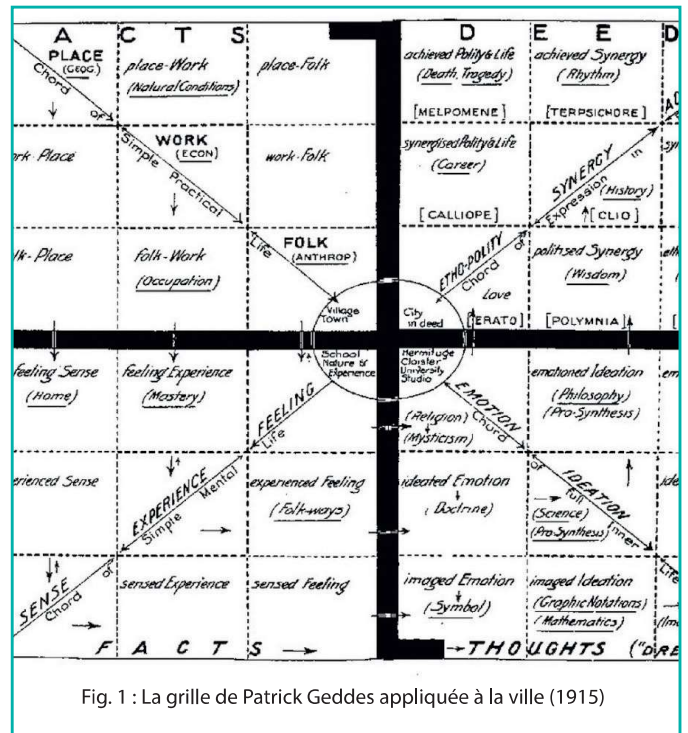 A C T S D E E D
PLACE
(GEOG.)
Chord of Simple Practical Life
place-Work
(Natural Conditions)
place-Folk
achieved Polity & Life
(Death, Tragedy)
[MELPOMENE]
achieved Synergy
(Rhythm)
[TERPSICHORE]
rk-Place
WORK
(ECON)
work-Folk
synergised Polity & Life
(Career)
[CALLIOPE]
SYNERGY
Chord of Expression in
(History)
[CLIO]
lk-Place
folk-Work
(Occupation)
FOLK
(ANTHROP)
ETHO-POLITY
Love
[ERATO]
politised Synergy
(Wisdom)
[POLYMNIA]
Village
Town
City
in deed
School
Nature &
Experience
Hermitage
Cloister
University
Studio
feeling Sense
(Home)
feeling Experience
(Mastery)
FEELING
Life
(Religion)
(Mysticism)
EMOTION
Chord of full Inner Life
emotioned Ideation
(Philosophy)
(Pro-Synthesis)
erienced Sense
EXPERIENCE
Simple Mental
experienced Feeling
(Folk-ways)
ideated Emotion
(Doctrine)
IDEATION
(Science)
(Pro Synthesis)
SENSE
Chord of
sensed Experience
sensed Feeling
imaged Emotion
(Symbol)
imaged Ideation
(Graphic Notations)
(Mathematics)
F A C T S
THOUGHTS ("DRE
Fig. 1 : La grille de Patrick Geddes appliquée à la ville (1915)